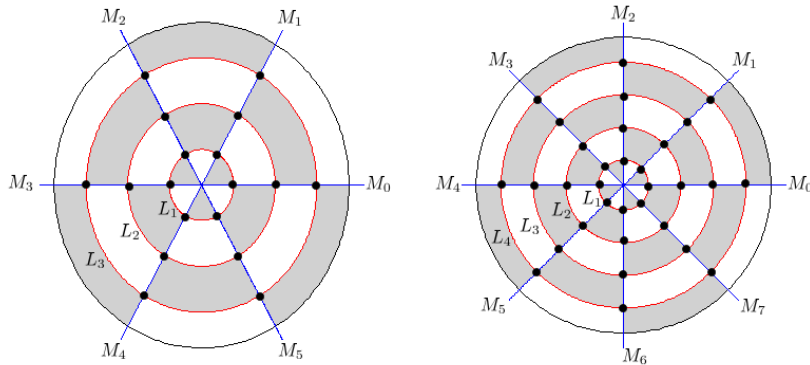 M₂ M₁
M₃ M₀
L₁
L₂
L₃
M₄ M₅
M₂
M₃ M₁
M₄ M₀
L₁
L₂
L₃
L₄
M₅ M₇
M₆